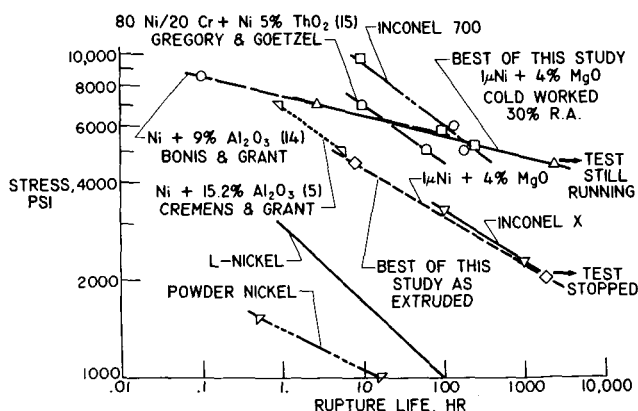 80 Ni/20 Cr + Ni 5% ThO₂ (15)
GREGORY & GOETZEL
INCONEL 700
BEST OF THIS STUDY
1μNi + 4% MgO
COLD WORKED
30% R.A.
10,000
8000
6000
4000
2000
1000
STRESS,
PSI
Ni + 9% Al₂O₃ (14)
BONIS & GRANT
Ni + 15.2% Al₂O₃ (5)
CREMENS & GRANT
1μNi + 4% MgO
TEST
STILL
RUNNING
INCONEL X
L-NICKEL
BEST OF THIS
STUDY AS
EXTRUDED
TEST
STOPPED
POWDER NICKEL
.01 .1 1. 10 100 1000 10,000
RUPTURE LIFE, HR